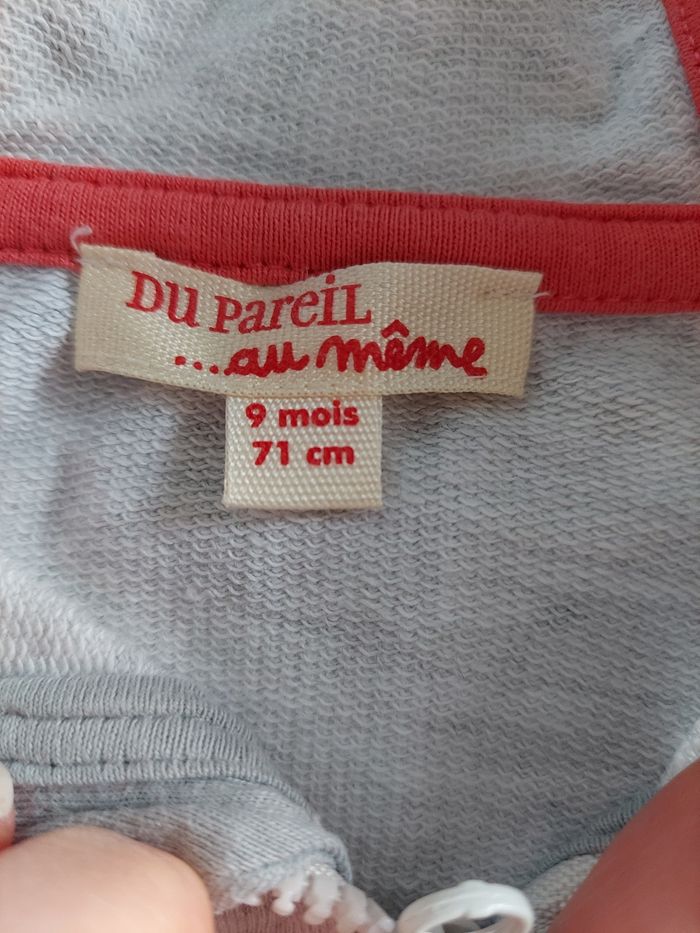 DU PAREIL
...au même
9 mois
71 cm